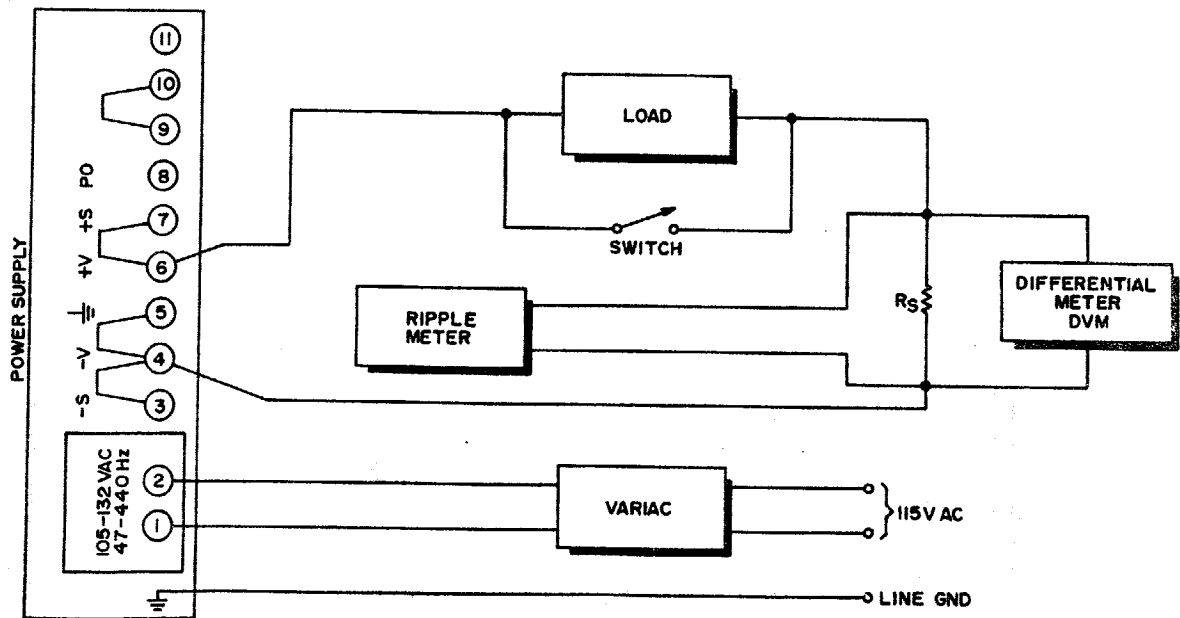 POWER SUPPLY
11
10
9
PO 8
+S 7
+V 6
5
-V 4
-S 3
105-132 VAC
47-440 Hz
2
1
LOAD
SWITCH
RIPPLE
METER
RS
DIFFERENTIAL
METER
DVM
VARIAC
115V AC
LINE GND